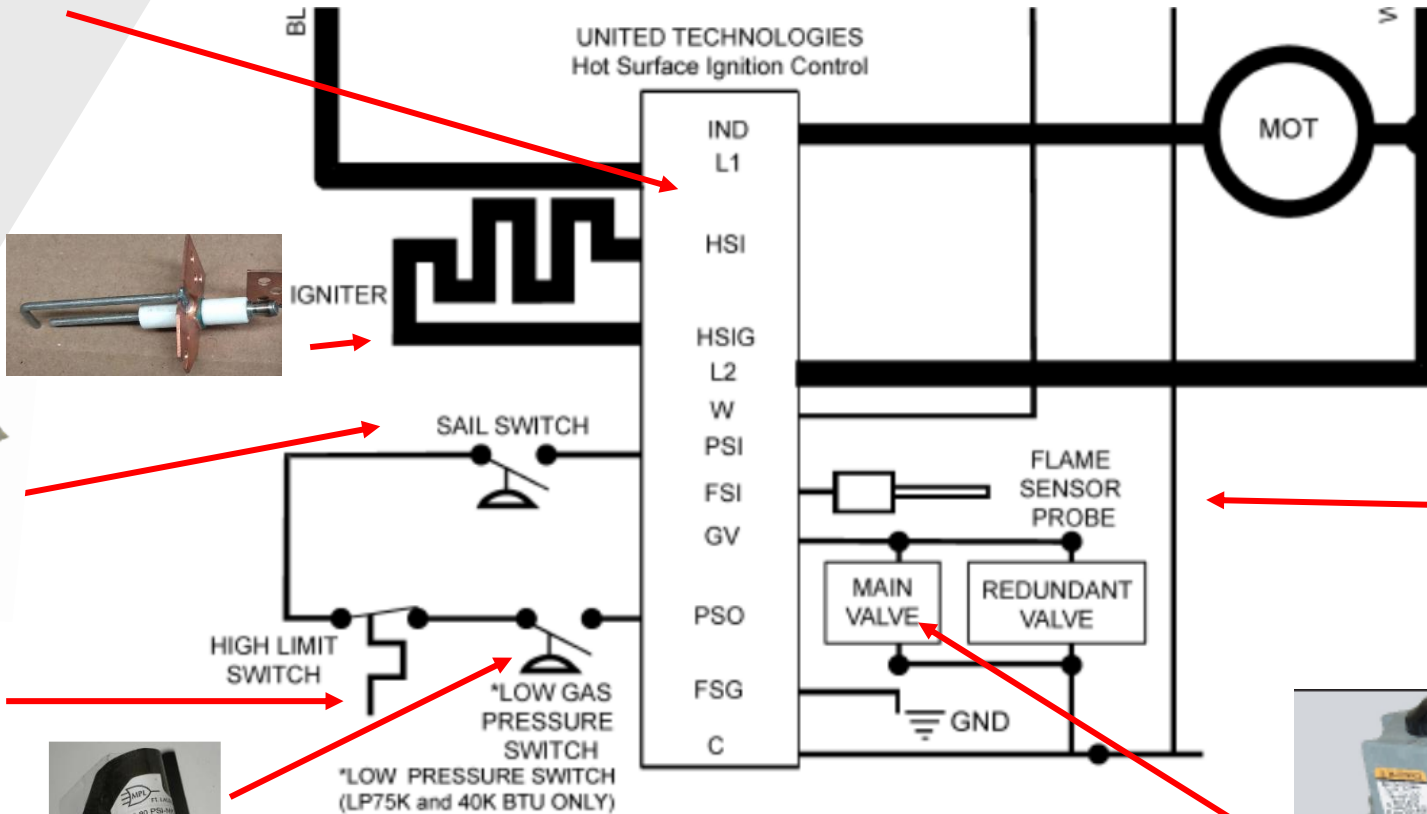 BL
UNITED TECHNOLOGIES
Hot Surface Ignition Control
IND
L1
MOT
HSI
IGNITER
HSIG
L2
W
SAIL SWITCH
PSI
FSI
FLAME
SENSOR
PROBE
GV
MAIN
VALVE
REDUNDANT
VALVE
PSO
HIGH LIMIT
SWITCH
*LOW GAS
PRESSURE
SWITCH
FSG
GND
C
*LOW PRESSURE SWITCH
(LP75K and 40K BTU ONLY)
MPL